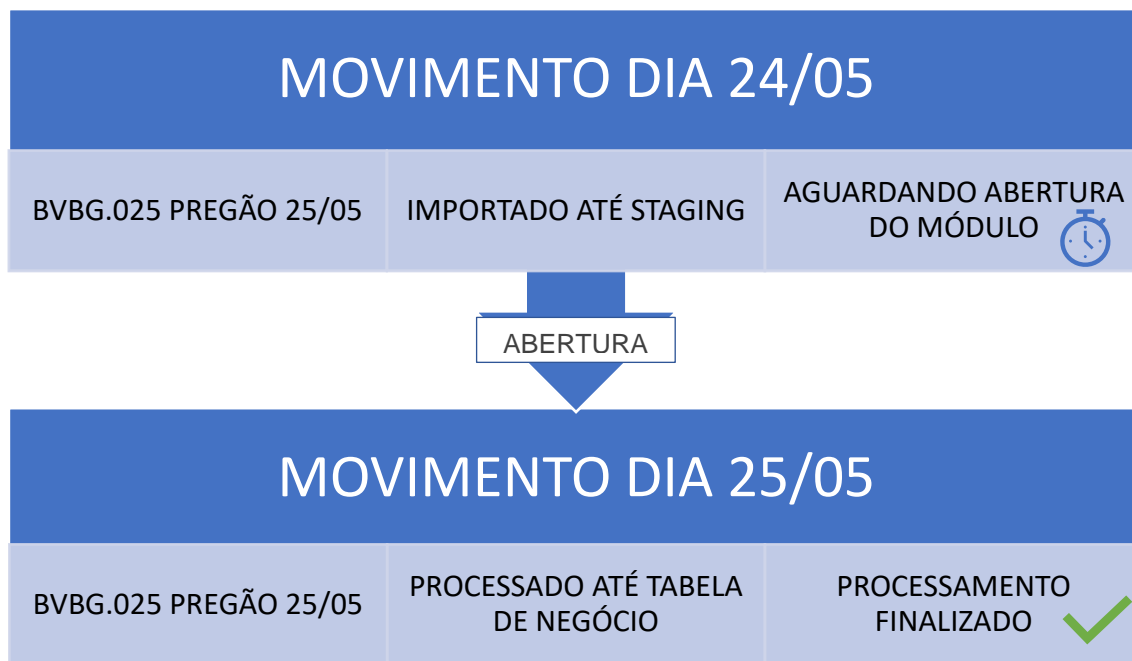 MOVIMENTO DIA 24/05
BVBG.025 PREGÃO 25/05
IMPORTADO ATÉ STAGING
AGUARDANDO ABERTURA
DO MÓDULO
ABERTURA
MOVIMENTO DIA 25/05
BVBG.025 PREGÃO 25/05
PROCESSADO ATÉ TABELA
DE NEGÓCIO
PROCESSAMENTO
FINALIZADO